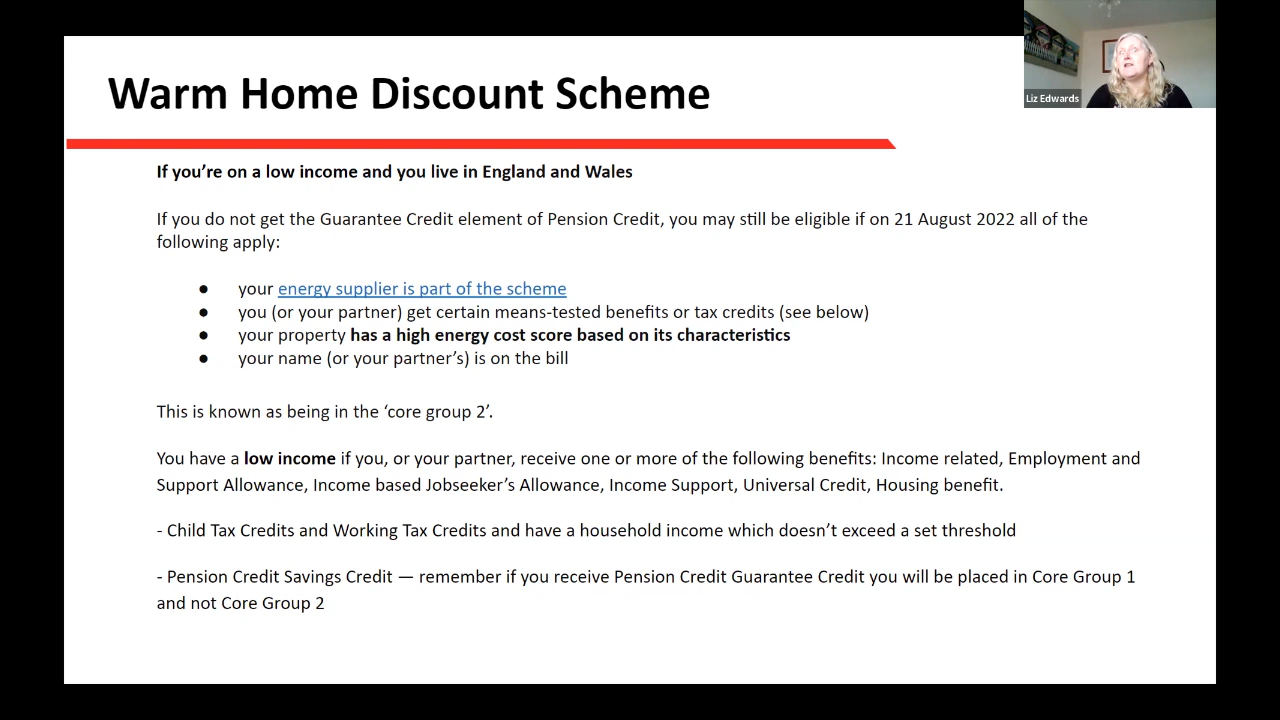 Warm Home Discount Scheme
Liz Edwards
If you're on a low income and you live in England and Wales
If you do not get the Guarantee Credit element of Pension Credit, you may still be eligible if on 21 August 2022 all of the
following apply:
● your energy supplier is part of the scheme
● you (or your partner) get certain means-tested benefits or tax credits (see below)
● your property has a high energy cost score based on its characteristics
● your name (or your partner's) is on the bill
This is known as being in the 'core group 2'.
You have a low income if you, or your partner, receive one or more of the following benefits: Income related, Employment and
Support Allowance, Income based Jobseeker's Allowance, Income Support, Universal Credit, Housing benefit.
- Child Tax Credits and Working Tax Credits and have a household income which doesn't exceed a set threshold
- Pension Credit Savings Credit — remember if you receive Pension Credit Guarantee Credit you will be placed in Core Group 1
and not Core Group 2